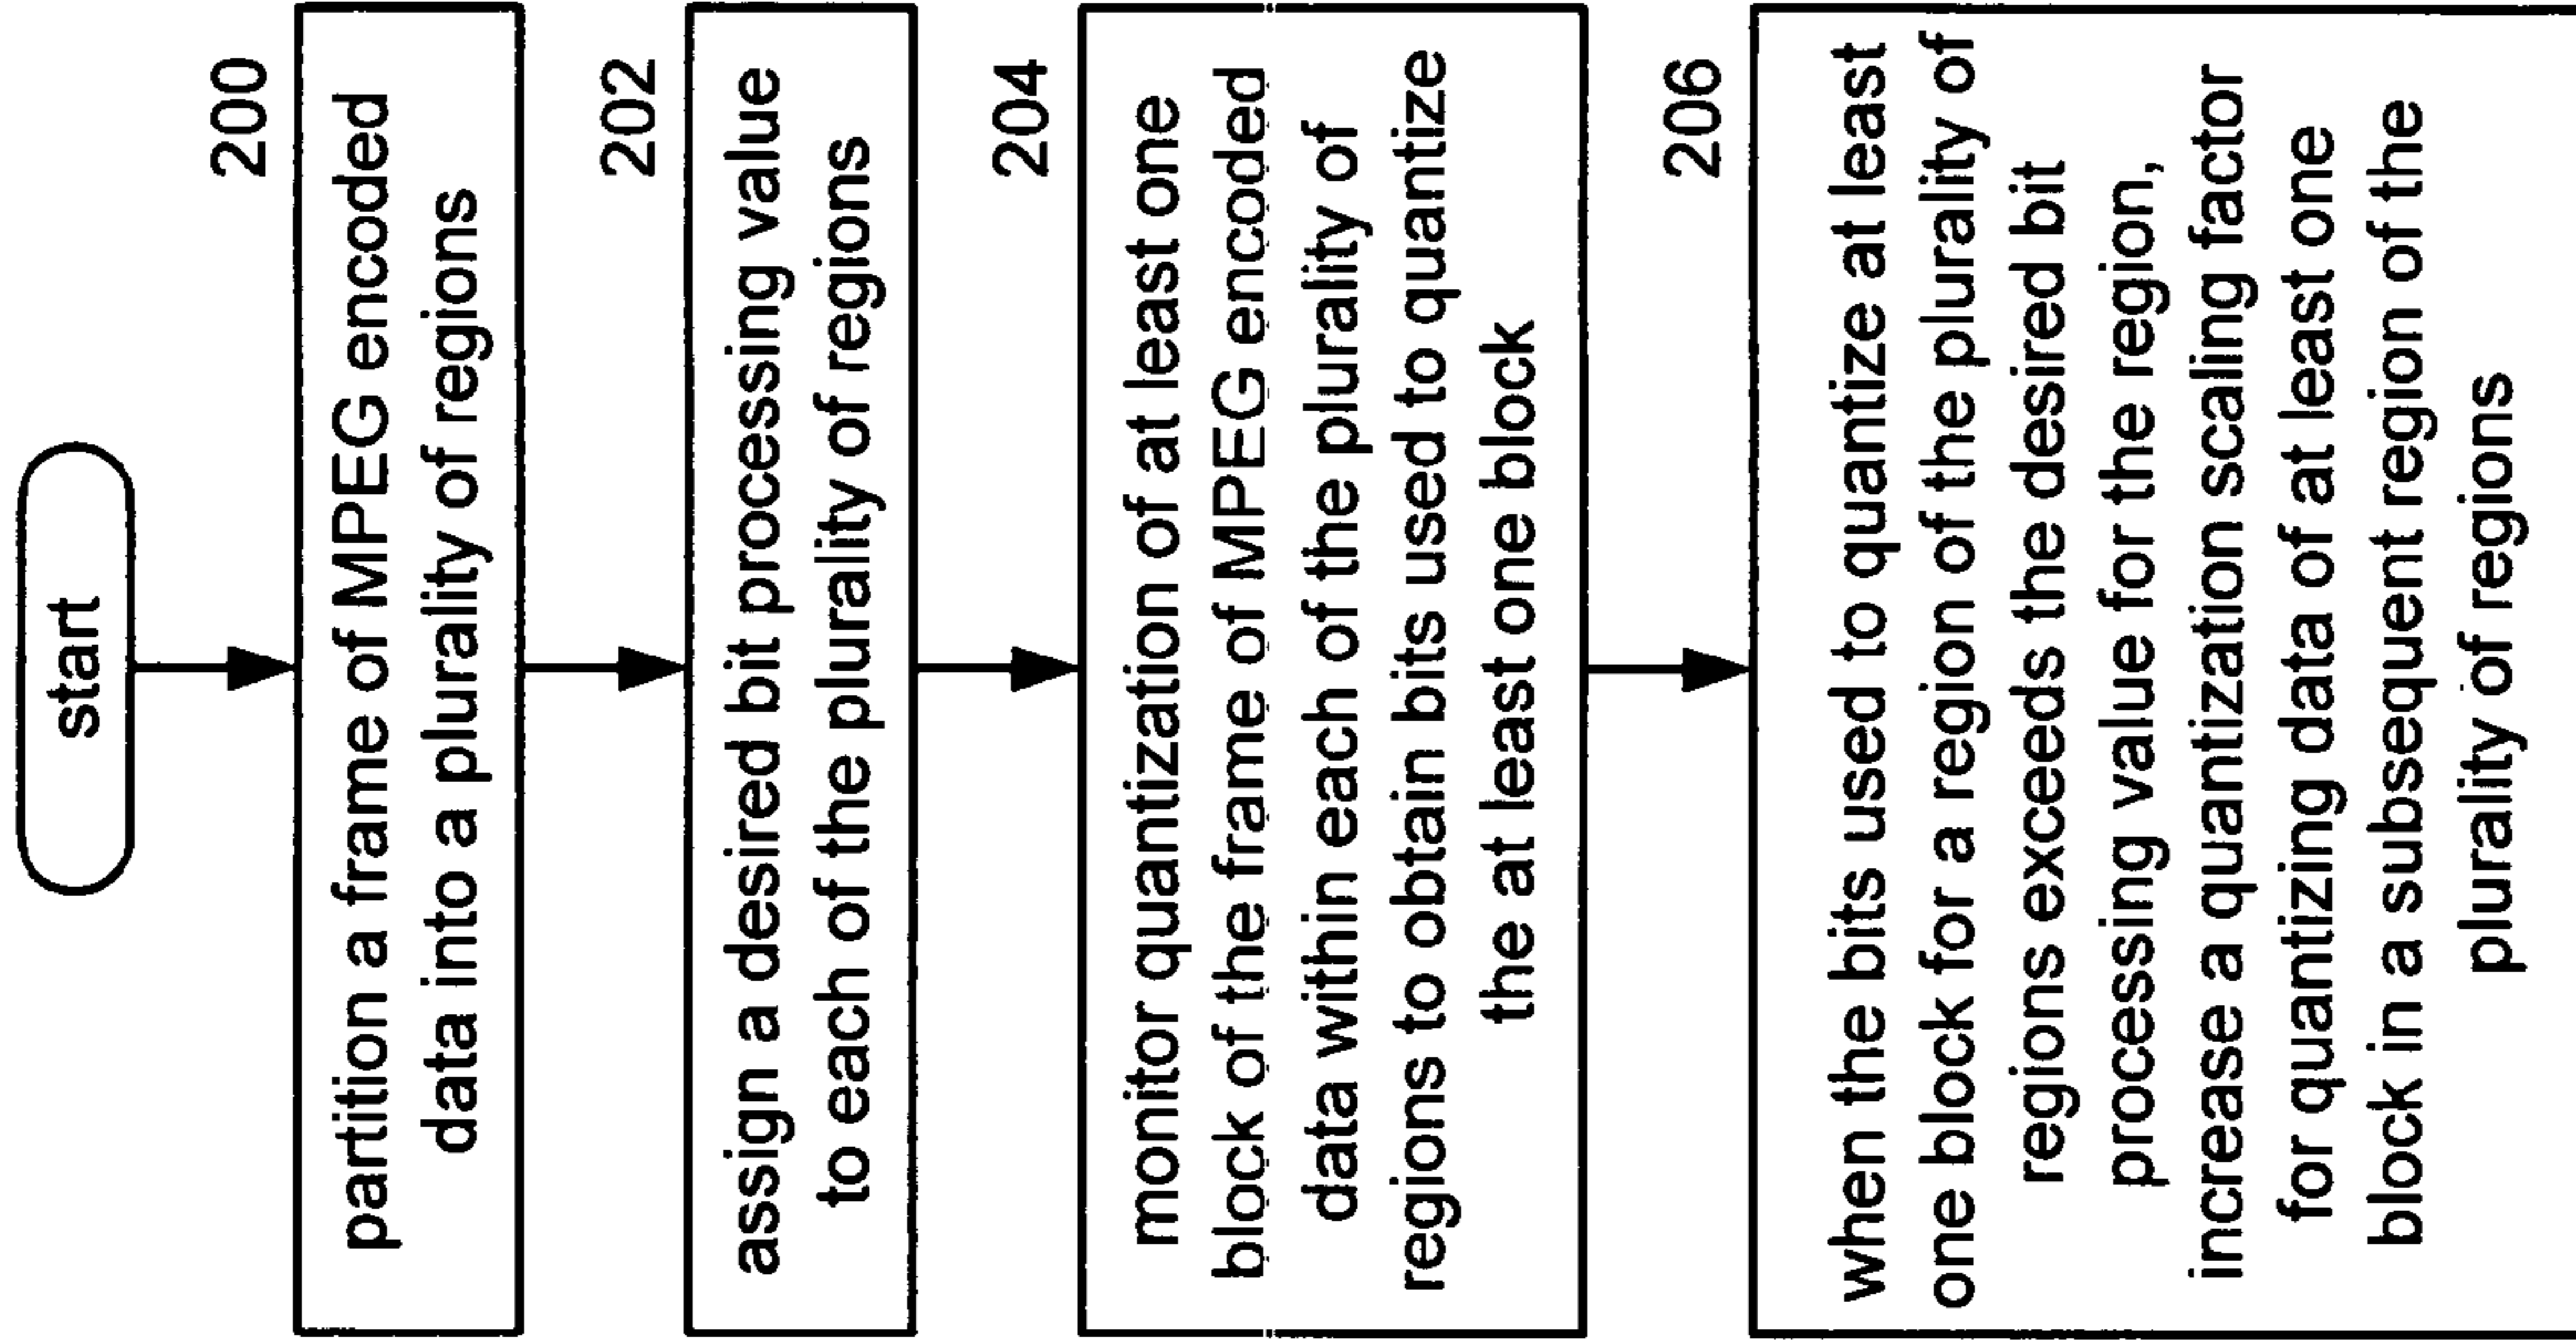 start
200
partition a frame of MPEG encoded
data into a plurality of regions
202
assign a desired bit processing value
to each of the plurality of regions
204
monitor quantization of at least one
block of the frame of MPEG encoded
data within each of the plurality of
regions to obtain bits used to quantize
the at least one block
206
when the bits used to quantize at least
one block for a region of the plurality of
regions exceeds the desired bit
processing value for the region,
increase a quantization scaling factor
for quantizing data of at least one
block in a subsequent region of the
plurality of regions